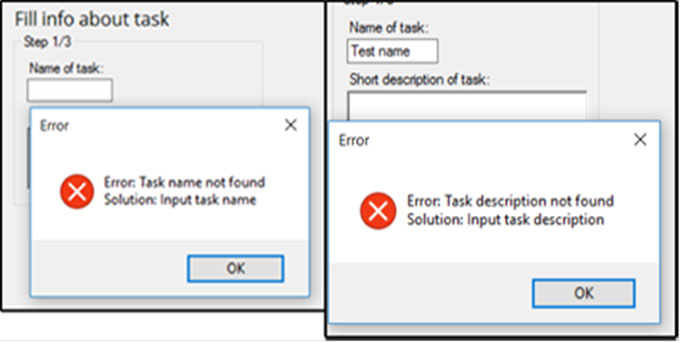 Fill info about task
Step 1/3
Name of task:
Error
Error: Task name not found
Solution: Input task name
OK
Name of task:
Test name
Short description of task:
Error
Error: Task description not found
Solution: Input task description
OK